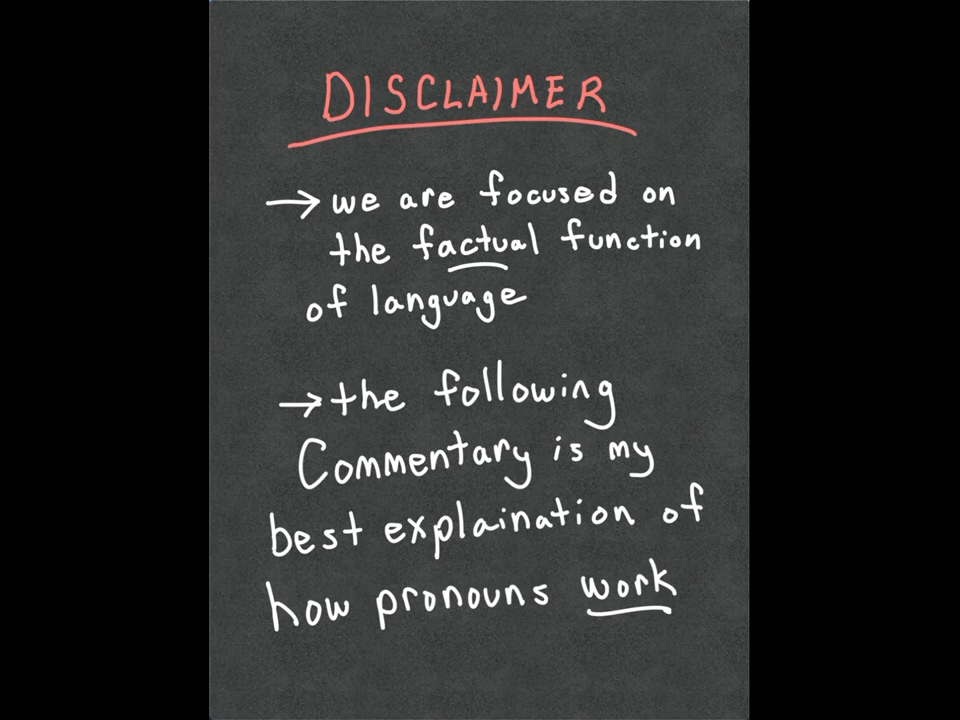 DISCLAIMER
→ we are focused on
the factual function
of language
→ the following
Commentary is my
best explaination of
how pronouns work